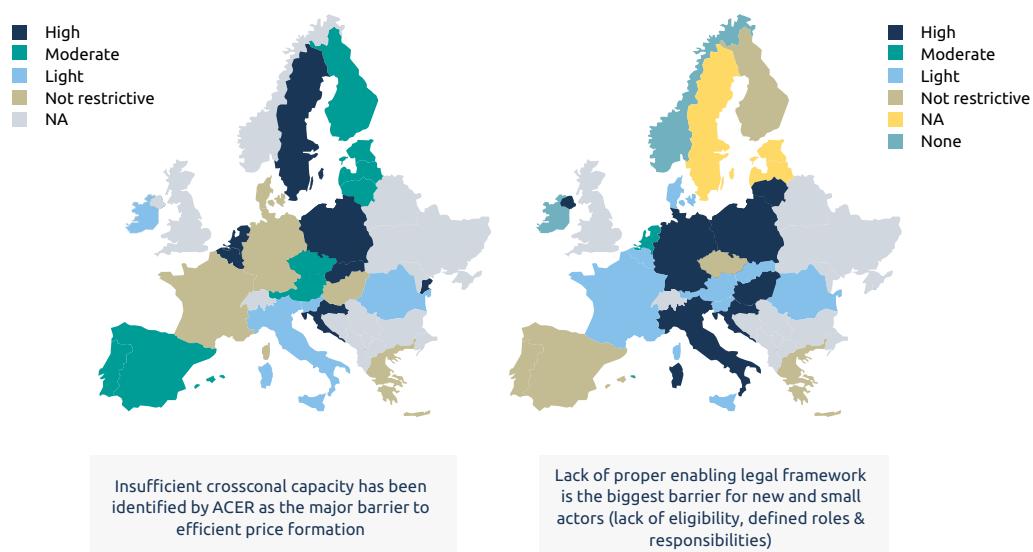 High
Moderate
Light
Not restrictive
NA
High
Moderate
Light
Not restrictive
NA
None
Insufficient crossconal capacity has been
identified by ACER as the major barrier to
efficient price formation
Lack of proper enabling legal framework
is the biggest barrier for new and small
actors (lack of eligibility, defined roles &
responsibilities)